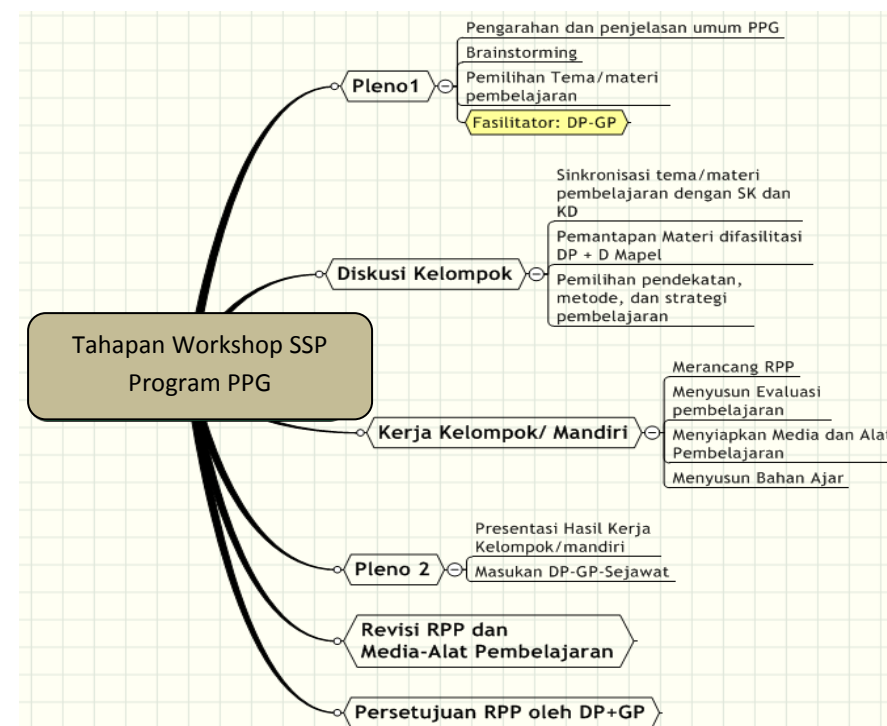 Tahapan Workshop SSP
Program PPG
Pleno1
Pengarahan dan penjelasan umum PPG
Brainstorming
Pemilihan Tema/materi
pembelajaran
Fasilitator: DP-GP
Diskusi Kelompok
Sinkronisasi tema/materi
pembelajaran dengan SK dan
KD
Pemantapan Materi difasilitasi
DP + D Mapel
Pemilihan pendekatan,
metode, dan strategi
pembelajaran
Kerja Kelompok/ Mandiri
Merancang RPP
Menyusun Evaluasi
pembelajaran
Menyiapkan Media dan Alat
Pembelajaran
Menyusun Bahan Ajar
Pleno 2
Presentasi Hasil Kerja
Kelompok/mandiri
Masukan DP-GP-Sejawat
Revisi RPP dan
Media-Alat Pembelajaran
Persetujuan RPP oleh DP+GP